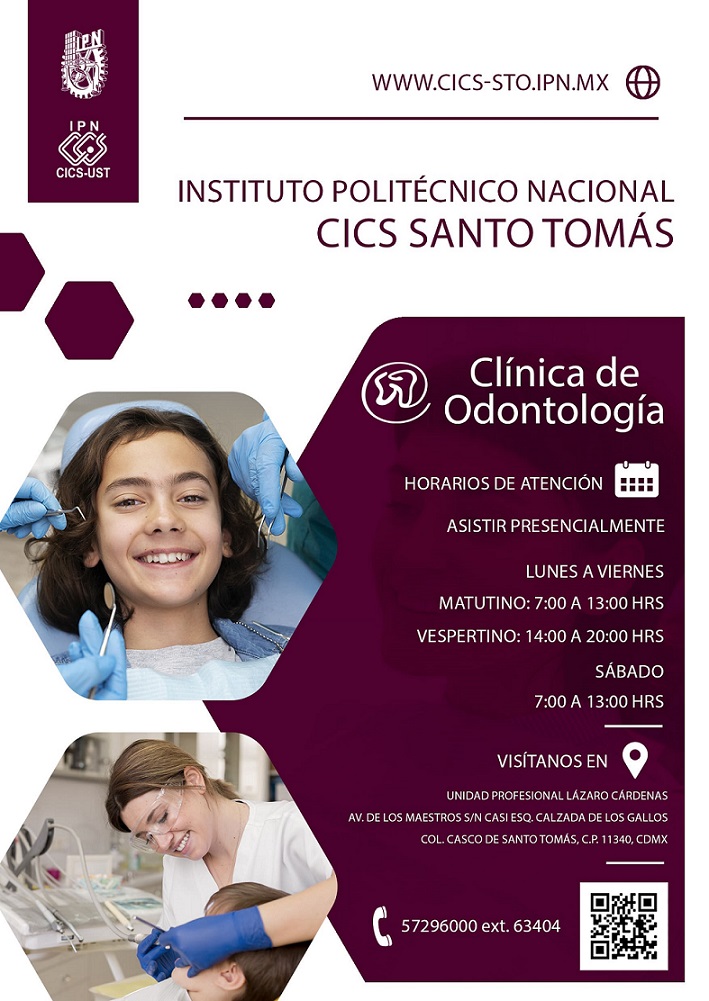 IPN
IPN
CICS-UST
WWW.CICS-STO.IPN.MX
INSTITUTO POLITÉCNICO NACIONAL
CICS SANTO TOMÁS
Clínica de
Odontología
HORARIOS DE ATENCIÓN
ASISTIR PRESENCIALMENTE
LUNES A VIERNES
MATUTINO: 7:00 A 13:00 HRS
VESPERTINO: 14:00 A 20:00 HRS
SÁBADO
7:00 A 13:00 HRS
VISÍTANOS EN
UNIDAD PROFESIONAL LÁZARO CÁRDENAS
AV. DE LOS MAESTROS S/N CASI ESQ. CALZADA DE LOS GALLOS
COL. CASCO DE SANTO TOMÁS, C.P. 11340, CDMX
57296000 ext. 63404